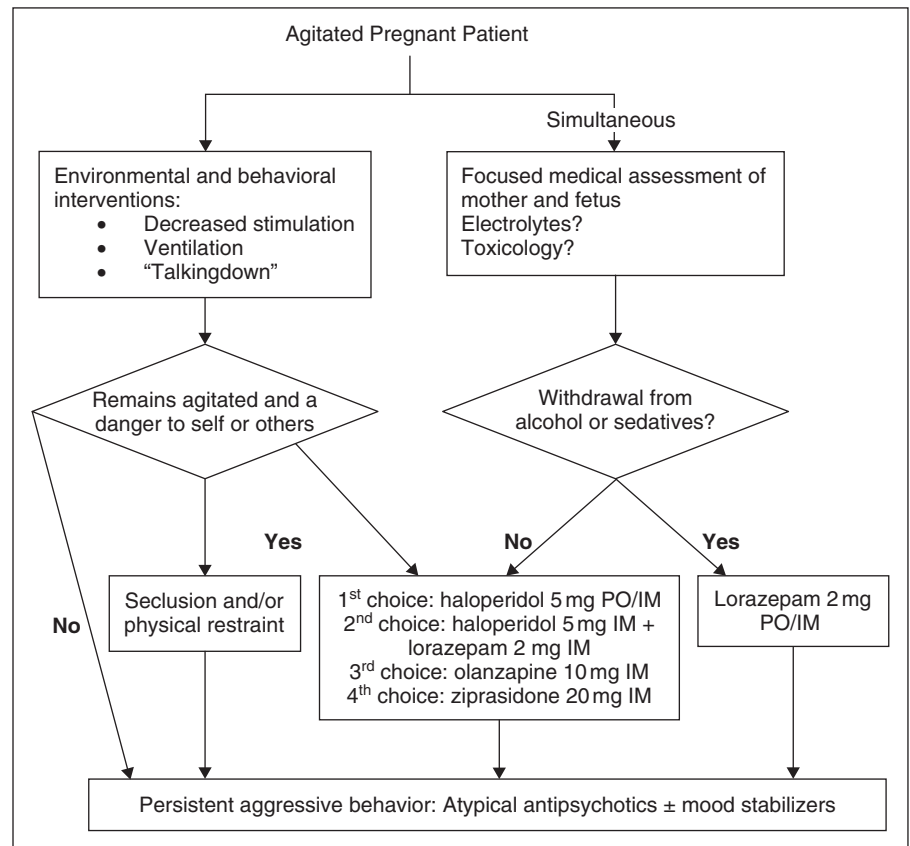 Agitated Pregnant Patient
Simultaneous
Environmental and behavioral
interventions:
• Decreased stimulation
• Ventilation
• “Talkingdown”
Focused medical assessment of
mother and fetus
Electrolytes?
Toxicology?
Remains agitated and a
danger to self or others
Withdrawal from
alcohol or sedatives?
Yes
No
Yes
No
Seclusion and/or
physical restraint
1st choice: haloperidol 5 mg PO/IM
2nd choice: haloperidol 5 mg IM +
lorazepam 2 mg IM
3rd choice: olanzapine 10 mg IM
4th choice: ziprasidone 20 mg IM
Lorazepam 2 mg
PO/IM
Persistent aggressive behavior: Atypical antipsychotics ± mood stabilizers